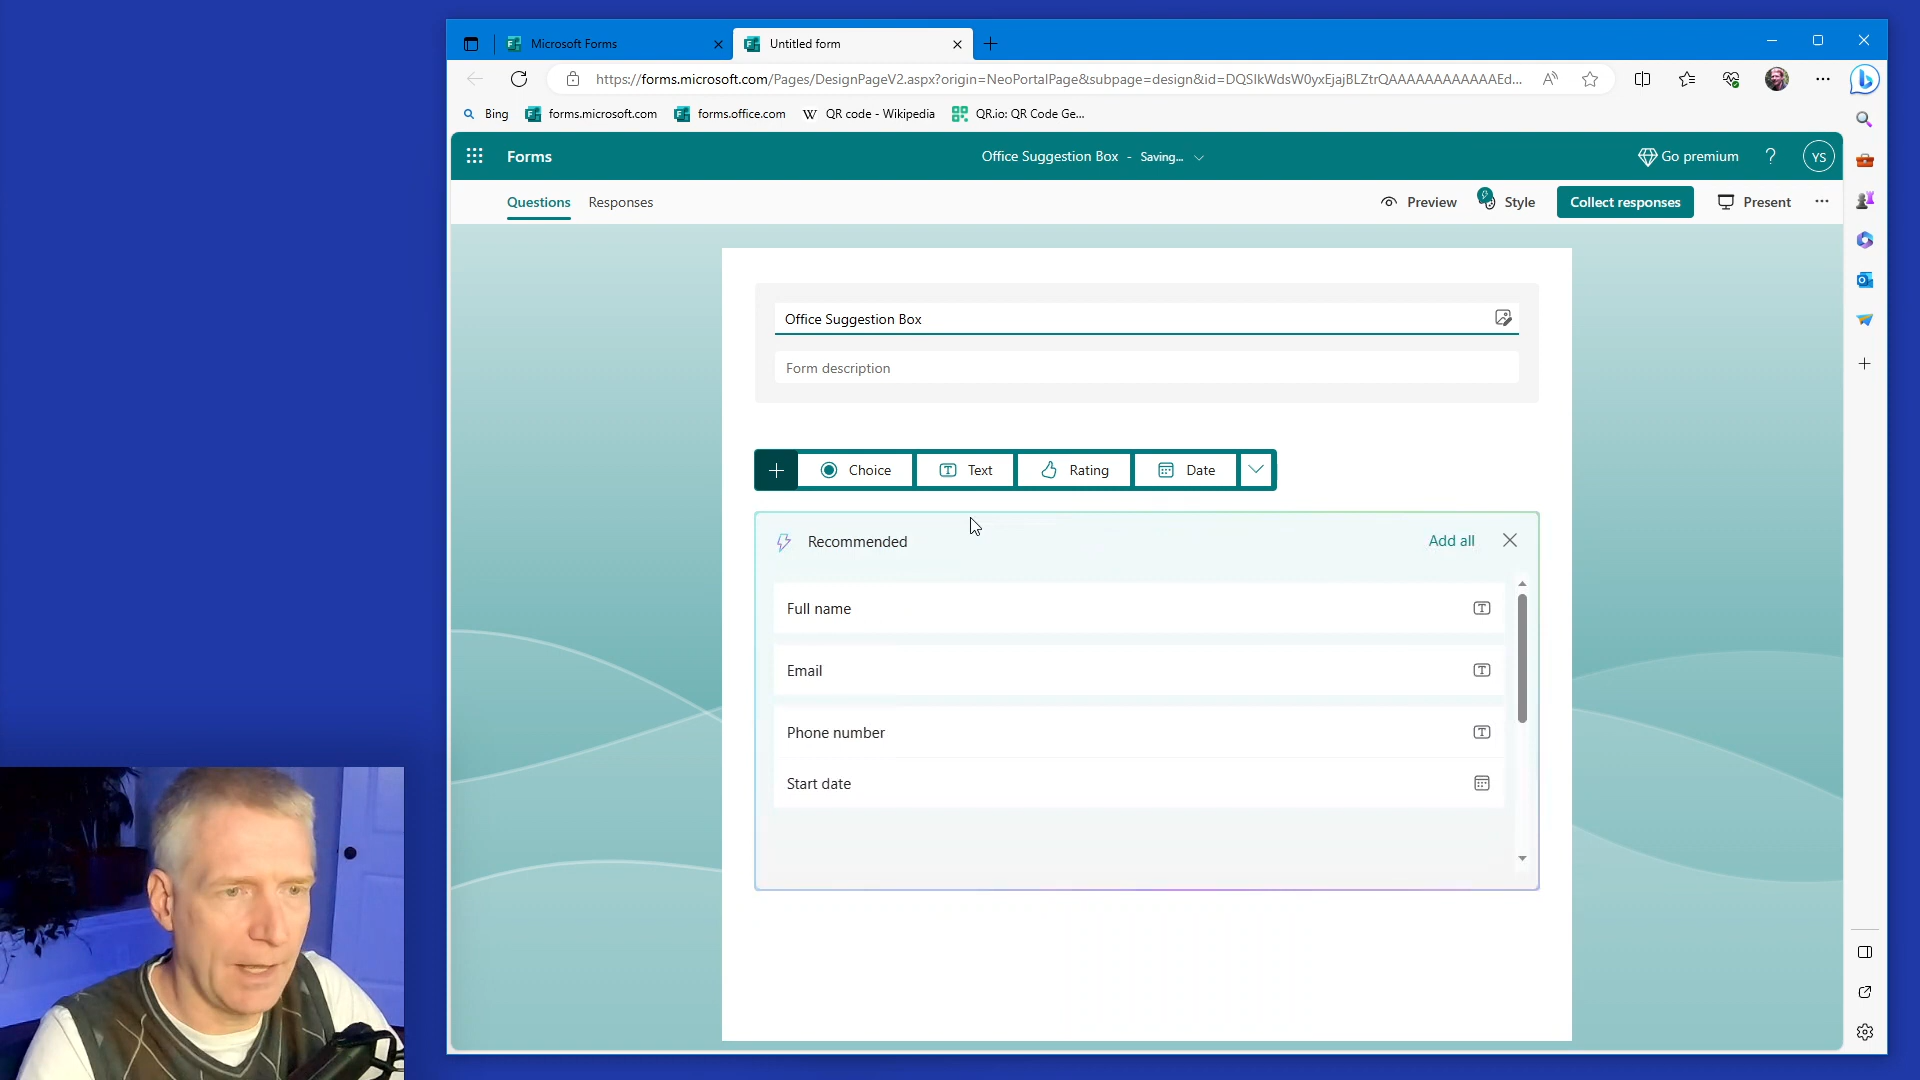 Microsoft Forms
Untitled form
https://forms.microsoft.com/Pages/DesignPageV2.aspx?origin=NeoPortalPage&subpage=design&id=DQSIkWdsW0yxEjajBLZtrQAAAAAAAAAAAAEd...
Bing
forms.microsoft.com
forms.office.com
W QR code - Wikipedia
QR.io: QR Code Ge...
Forms
Office Suggestion Box - Saving...
Go premium
?
YS
Questions
Responses
Preview
Style
Collect responses
Present
Office Suggestion Box
Form description
Choice
Text
Rating
Date
Recommended
Add all
Full name
Email
Phone number
Start date